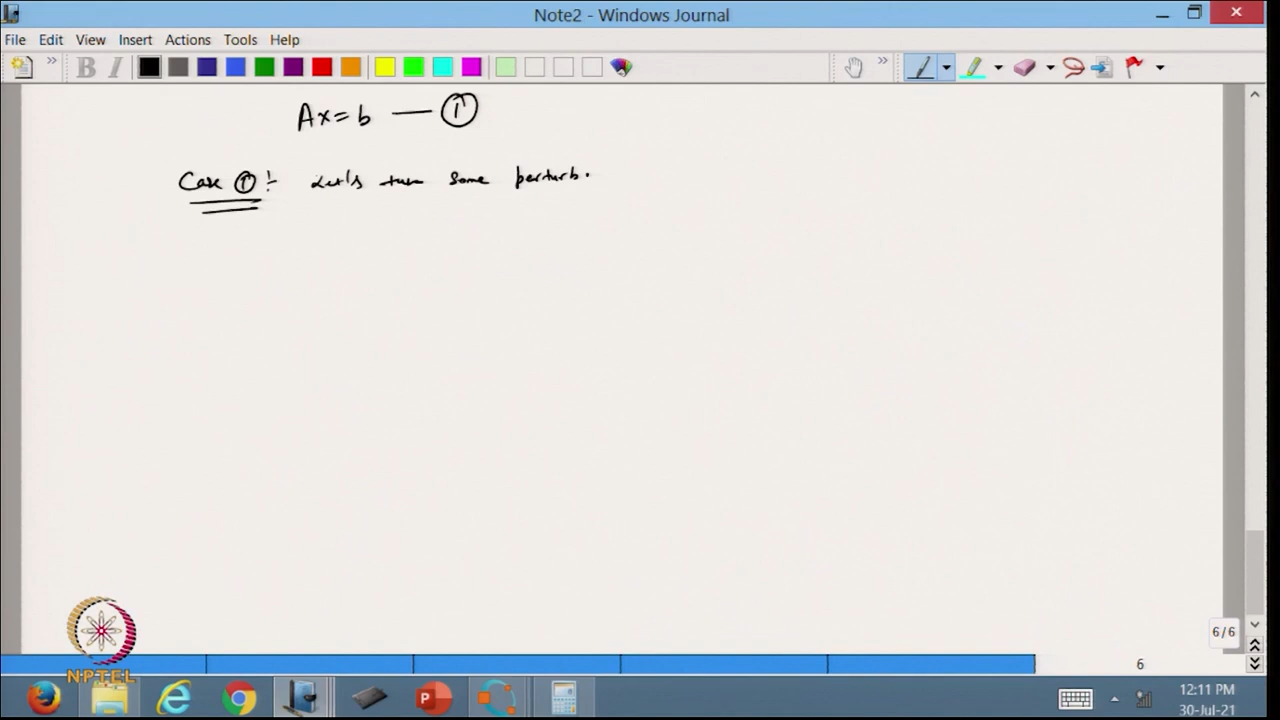 Note2 - Windows Journal
File Edit View Insert Actions Tools Help
B I
Ax = b — ①
Case ① :- Let's some perturb.
6 / 6
6
NPTEL
12:11 PM
30-Jul-21